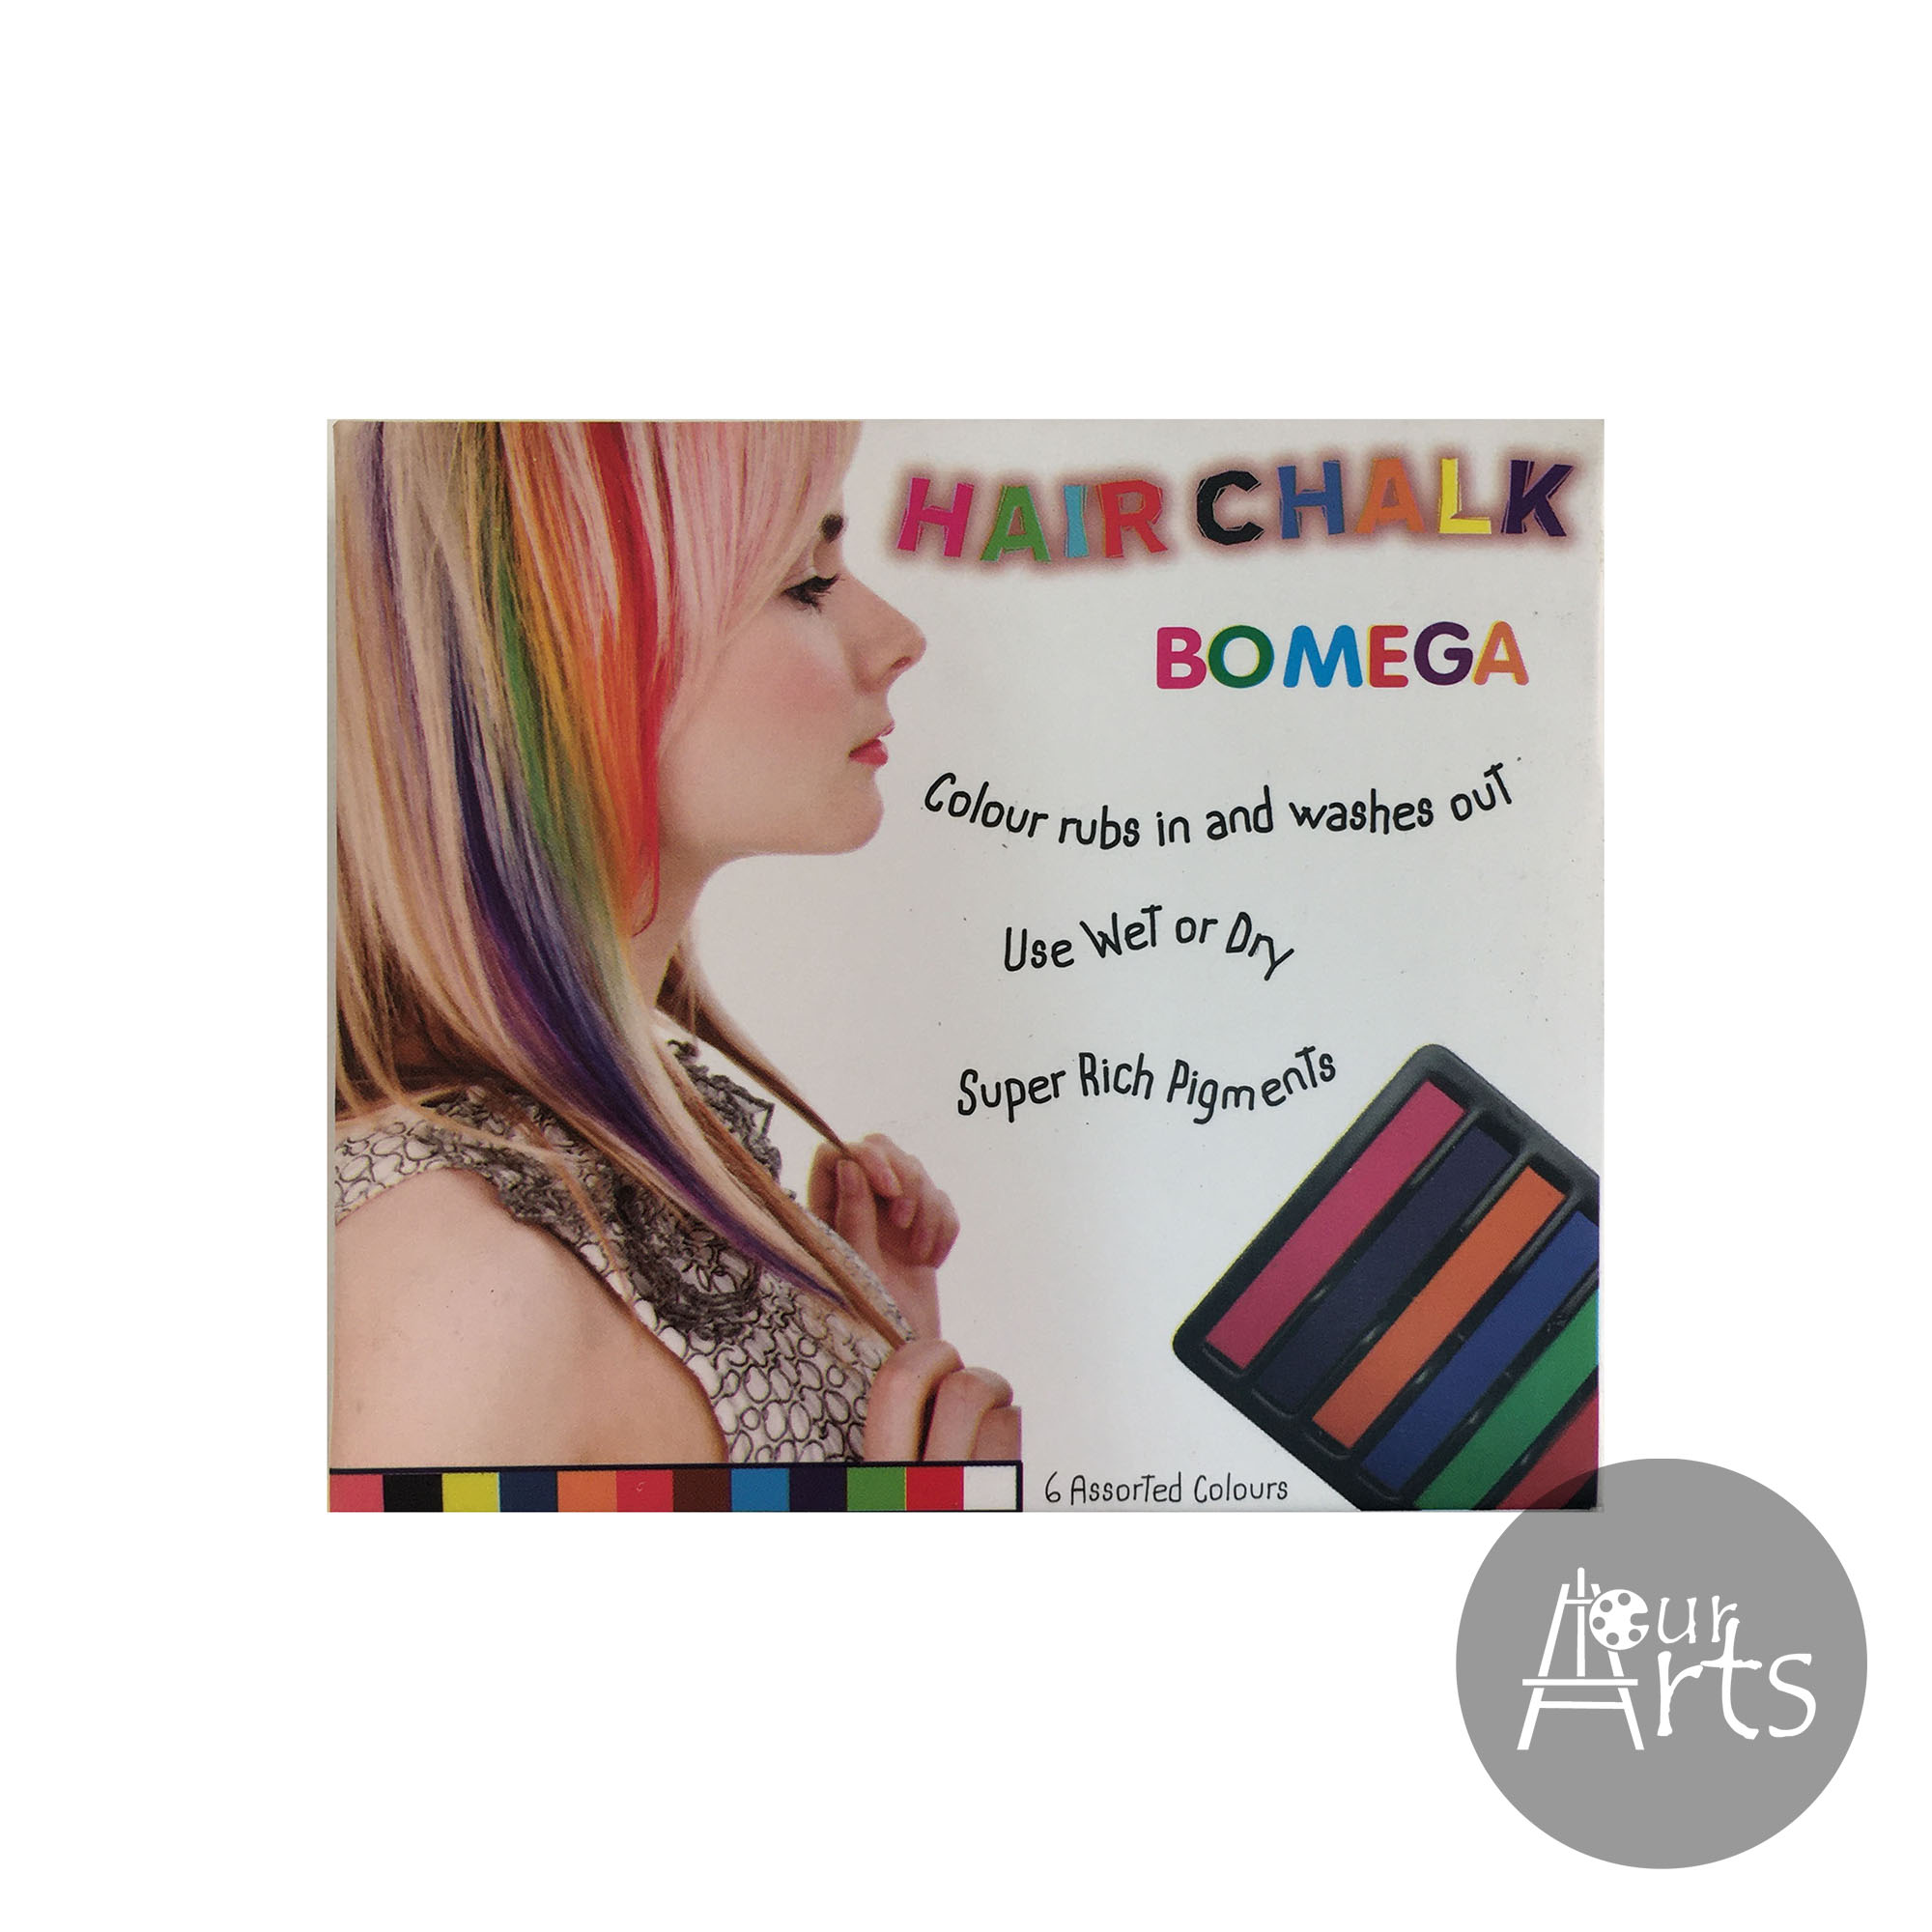 HAIR CHALK
BOMEGA
Colour rubs in and washes out
Use Wet or Dry
Super Rich Pigments
6 Assorted Colours
Our
Arts